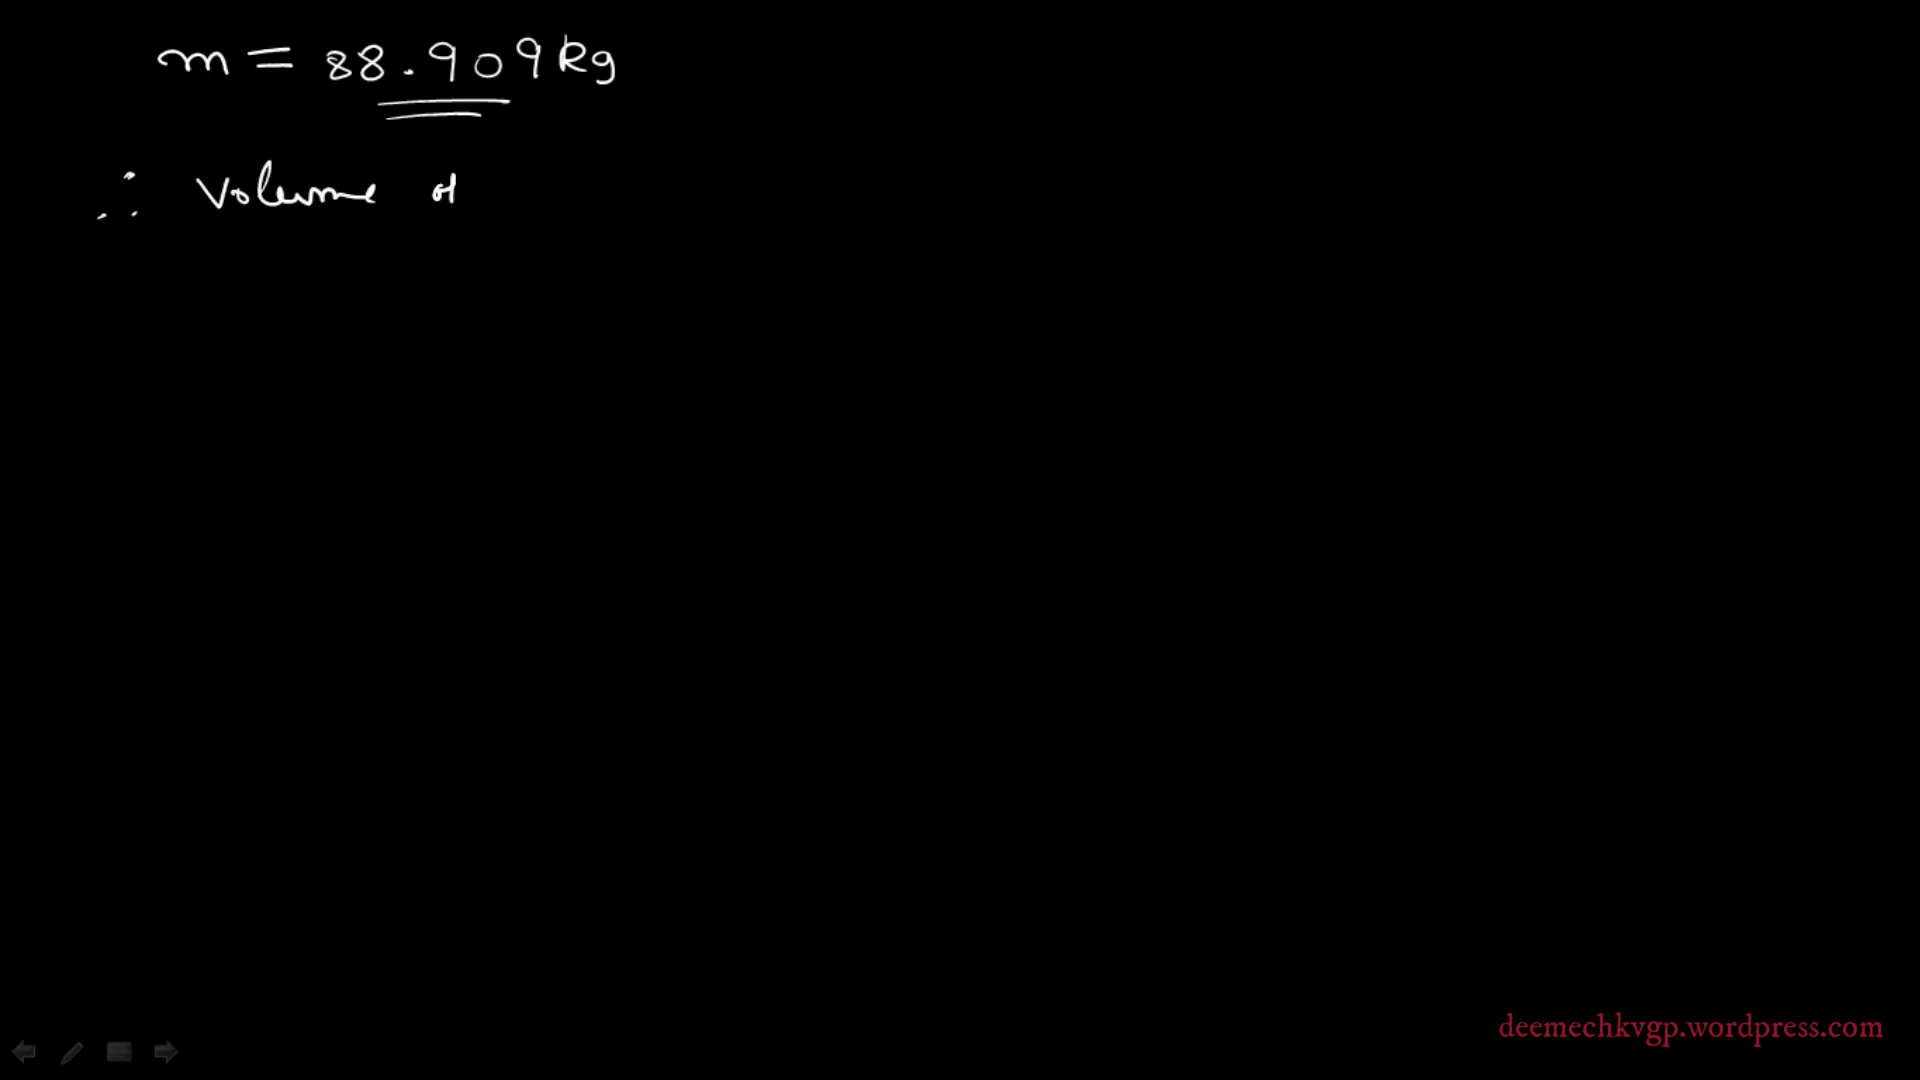 m = 88.909 kg
∴ Volume of
deemechkvgp.wordpress.com